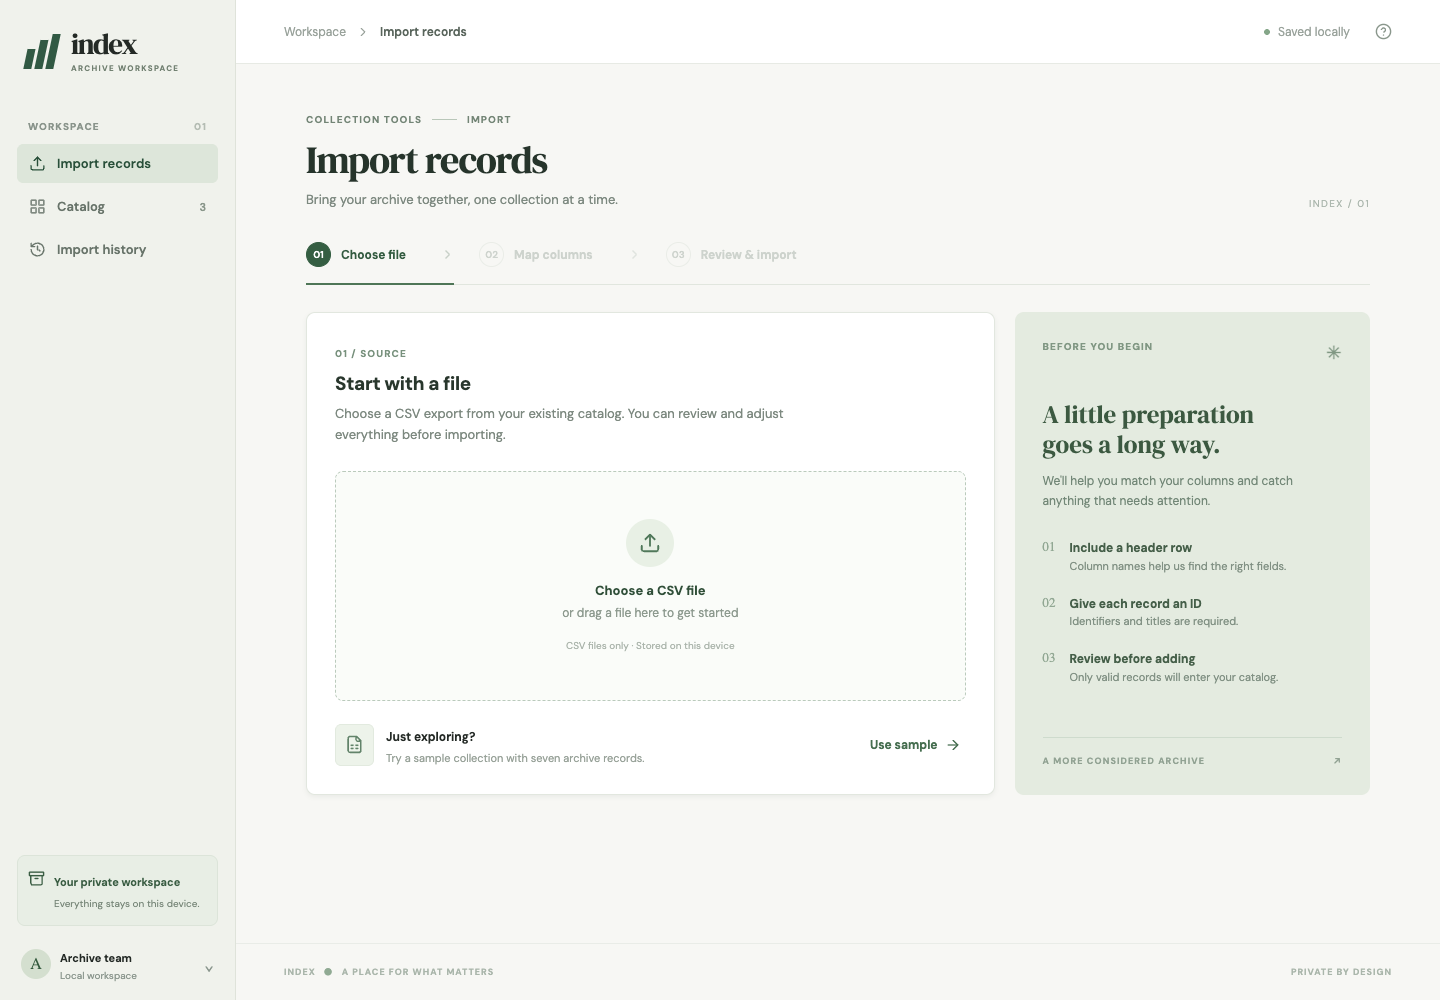 index
ARCHIVE WORKSPACE
WORKSPACE 01
Import records
Catalog 3
Import history
Your private workspace
Everything stays on this device.
A Archive team
Local workspace
Workspace Import records
Saved locally
COLLECTION TOOLS IMPORT
Import records
Bring your archive together, one collection at a time.
INDEX / 01
01 Choose file
02 Map columns
03 Review & import
01 / SOURCE
Start with a file
Choose a CSV export from your existing catalog. You can review and adjust
everything before importing.
Choose a CSV file
or drag a file here to get started
CSV files only · Stored on this device
Just exploring?
Try a sample collection with seven archive records.
Use sample
BEFORE YOU BEGIN
A little preparation
goes a long way.
We'll help you match your columns and catch
anything that needs attention.
01 Include a header row
Column names help us find the right fields.
02 Give each record an ID
Identifiers and titles are required.
03 Review before adding
Only valid records will enter your catalog.
A MORE CONSIDERED ARCHIVE
INDEX A PLACE FOR WHAT MATTERS
PRIVATE BY DESIGN